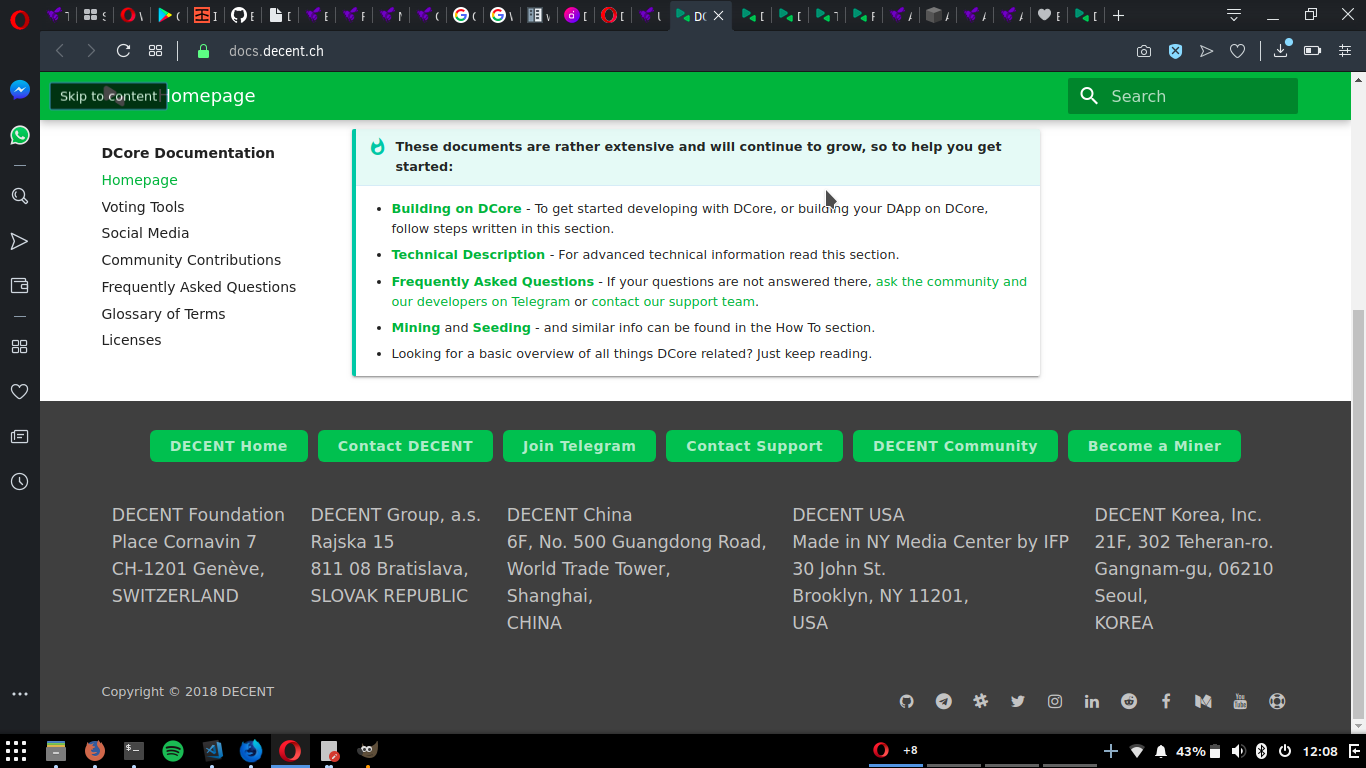 docs.decent.ch
Skip to content
Homepage
Search
DCore Documentation
Homepage
Voting Tools
Social Media
Community Contributions
Frequently Asked Questions
Glossary of Terms
Licenses
These documents are rather extensive and will continue to grow, so to help you get
started:
• Building on DCore - To get started developing with DCore, or building your DApp on DCore,
follow steps written in this section.
• Technical Description - For advanced technical information read this section.
• Frequently Asked Questions - If your questions are not answered there, ask the community and
our developers on Telegram or contact our support team.
• Mining and Seeding - and similar info can be found in the How To section.
• Looking for a basic overview of all things DCore related? Just keep reading.
DECENT Home
Contact DECENT
Join Telegram
Contact Support
DECENT Community
Become a Miner
DECENT Foundation
Place Cornavin 7
CH-1201 Genève,
SWITZERLAND
DECENT Group, a.s.
Rajska 15
811 08 Bratislava,
SLOVAK REPUBLIC
DECENT China
6F, No. 500 Guangdong Road,
World Trade Tower,
Shanghai,
CHINA
DECENT USA
Made in NY Media Center by IFP
30 John St.
Brooklyn, NY 11201,
USA
DECENT Korea, Inc.
21F, 302 Teheran-ro.
Gangnam-gu, 06210
Seoul,
KOREA
Copyright © 2018 DECENT
+8
43%
12:08